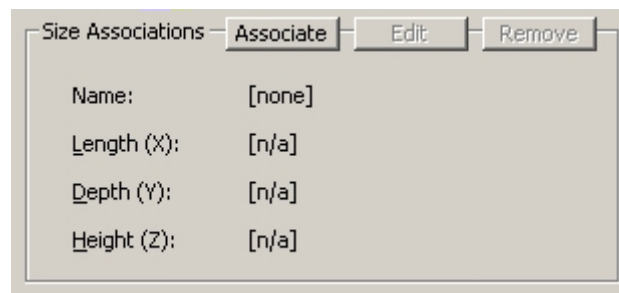 Size Associations Associate Edit Remove
Name: [none]
Length (X): [n/a]
Depth (Y): [n/a]
Height (Z): [n/a]